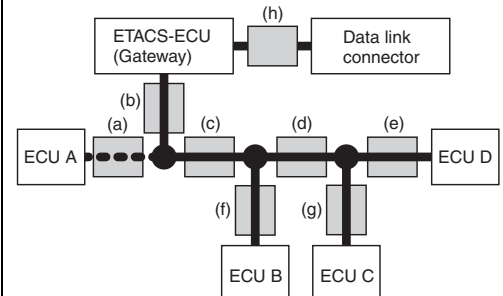 (h)
ETACS-ECU
(Gateway)
Data link
connector
(b)
(a)
(c)
(d)
(e)
ECU A
ECU D
(f)
(g)
ECU B
ECU C